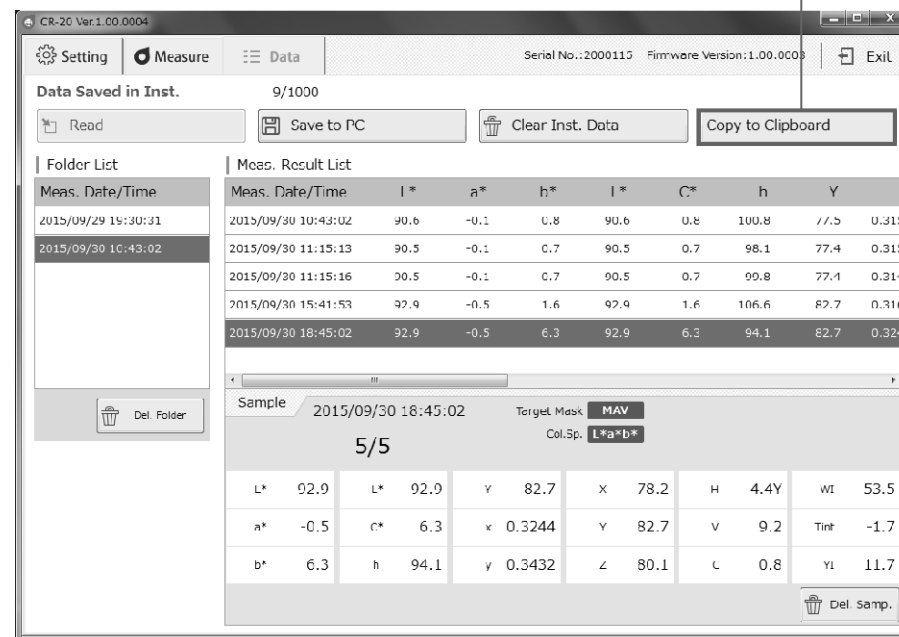 CR-20 Ver.1.00.0004
Setting Measure Data Serial No.:2000115 Firmware Version:1.00.0003 Exit
Data Saved in Inst. 9/1000
Read Save to PC Clear Inst. Data Copy to Clipboard
Folder List Meas. Result List
Meas. Date/Time Meas. Date/Time L* a* b* L* C* h Y
2015/09/29 19:30:31 2015/09/30 10:43:02 90.6 -0.1 0.8 90.6 0.8 100.8 77.5
2015/09/30 10:43:02 2015/09/30 11:15:13 90.5 -0.1 0.7 90.5 0.7 98.1 77.4
2015/09/30 11:15:16 90.5 -0.1 0.7 90.5 0.7 99.8 77.4
2015/09/30 15:41:53 92.9 -0.5 1.6 92.9 1.6 106.6 82.7
2015/09/30 18:45:02 92.9 -0.5 6.3 92.9 6.3 94.1 82.7
Del. Folder Sample 2015/09/30 18:45:02 Target Mask MAV
5/5 Col.Sp. L*a*b*
L* 92.9 L* 92.9 Y 82.7 X 78.2 H 4.4Y WI 53.5
a* -0.5 C* 6.3 x 0.3244 Y 82.7 V 9.2 Tint -1.7
b* 6.3 h 94.1 y 0.3432 Z 80.1 C 0.8 YI 11.7
Del. Samp.